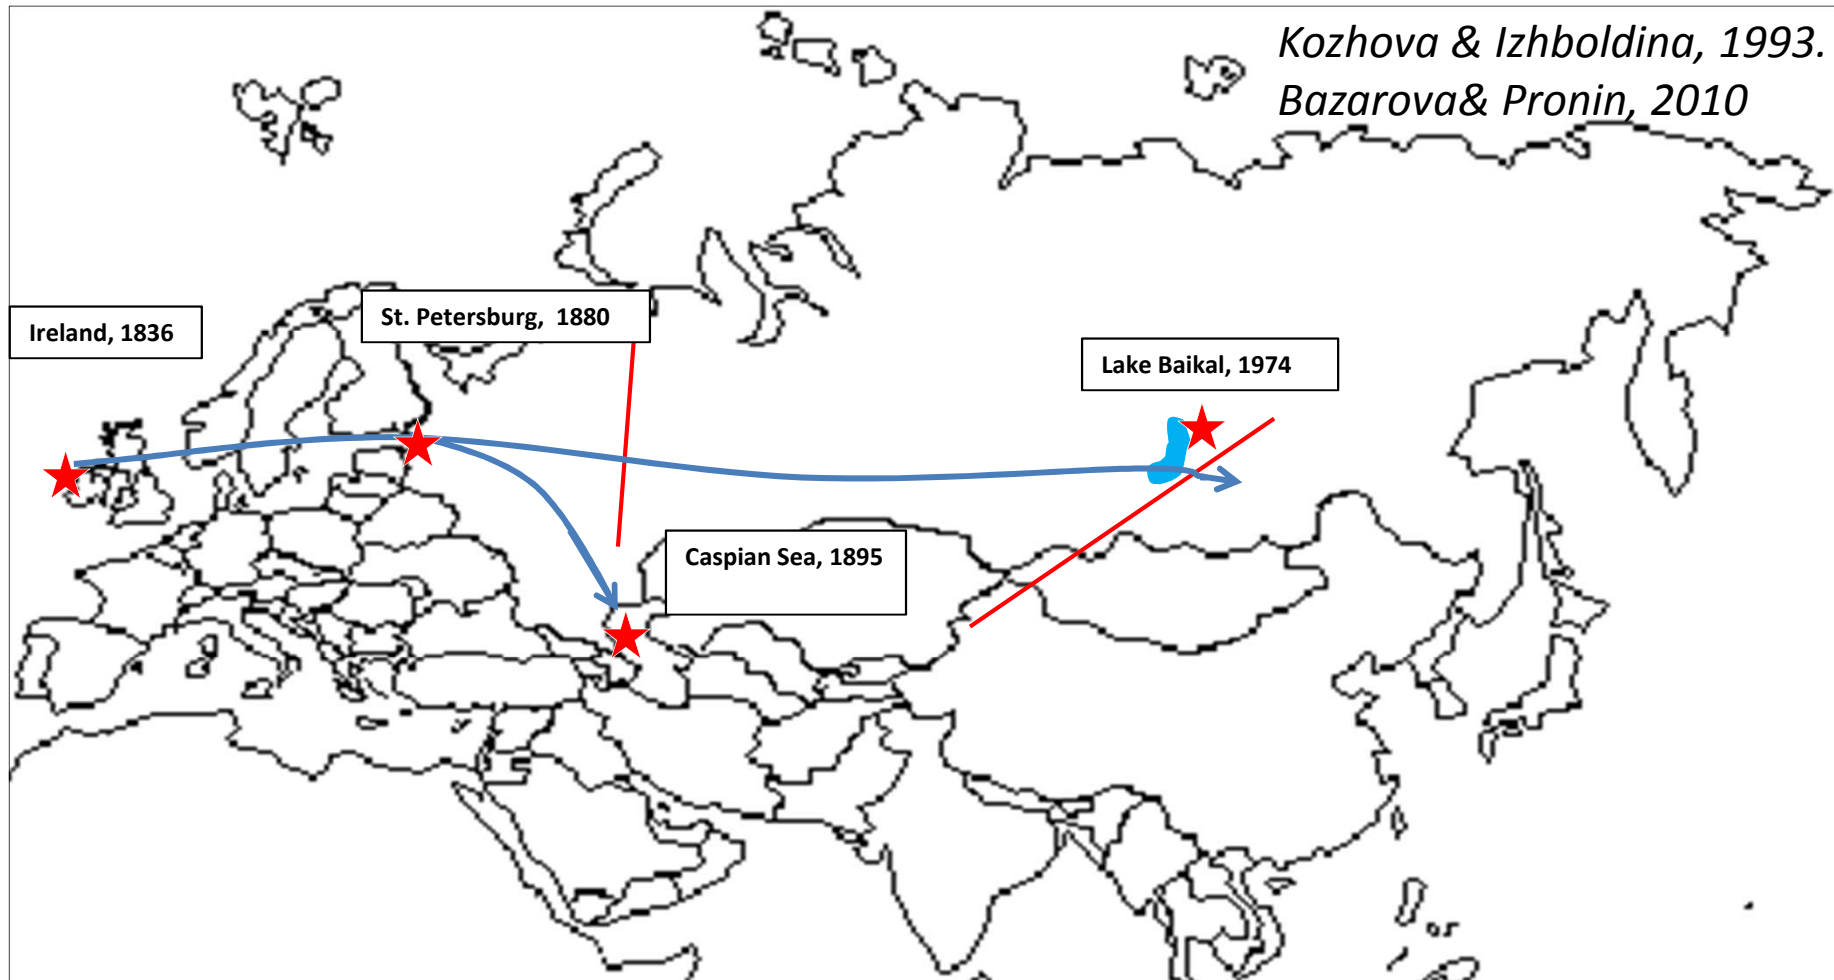 Kozhova & Izhboldina, 1993.
Bazarova& Pronin, 2010
Ireland, 1836
St. Petersburg,  1880
Lake Baikal, 1974
Caspian Sea, 1895